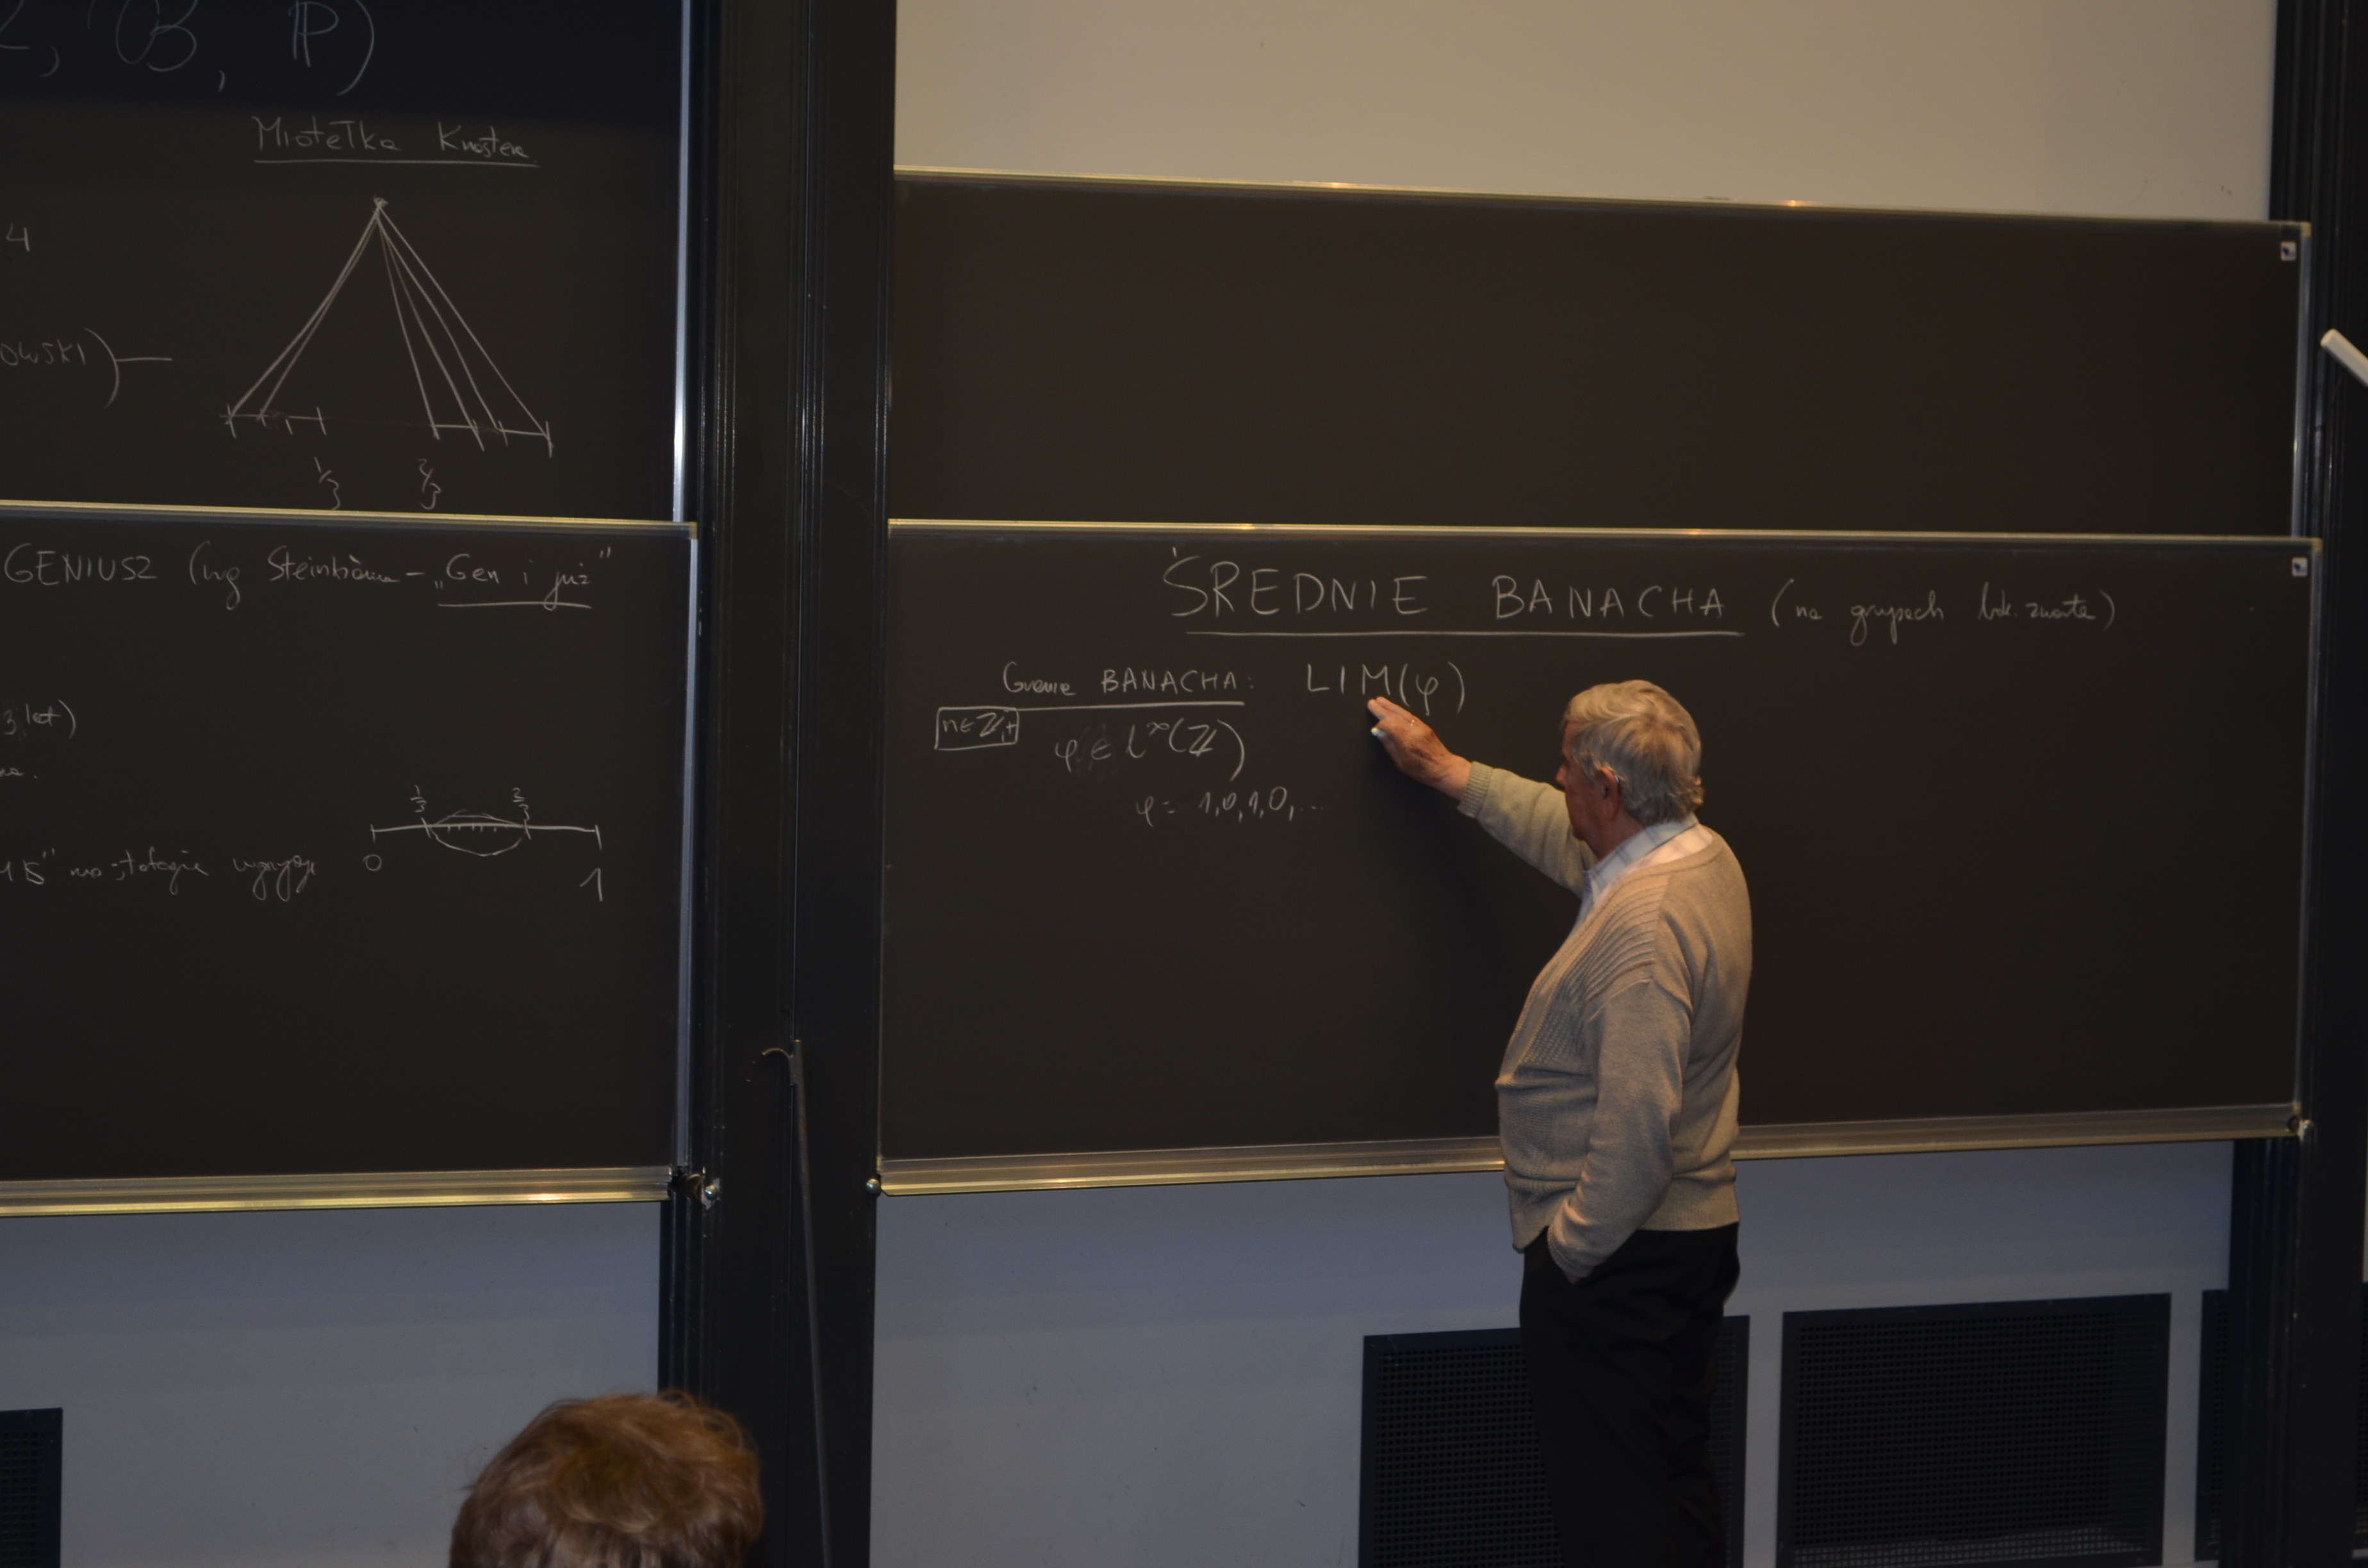 , B, P)
Miotełka Knastera
4
OWSKI)
1/3 2/3
GENIUSZ (wg Steinhausa – „Gen i już”
3 lat)
1/3 2/3
0 1
ŚREDNIE BANACHA (na grupach lok. zwarte)
Granice BANACHA: LIM(φ)
n∈ℤ,+
φ ∈ l^∞(ℤ)
φ = 1,0,1,0,...